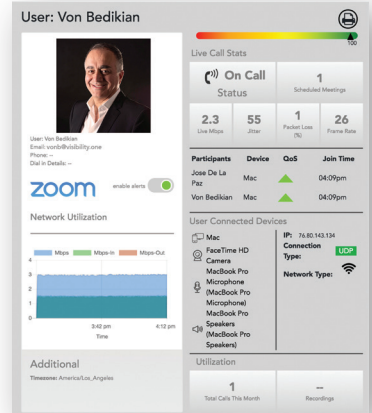 User: Von Bedikian
100
User: Von Bedikian
Email: vonb@visibility.one
Phone: --
Dial in Details: --
zoom
enable alerts
Network Utilization
Mbps
Mbps-in
Mbps-Out
4
3
2
1
0
3:42 pm
4:12 pm
Time
Additional
Timezone: America/Los_Angeles
Live Call Stats
On Call
Status
1
Scheduled Meetings
2.3
Live Mbps
55
Jitter
1
Packet Loss
(%)
26
Frame Rate
Participants Device QoS Join Time
Jose De La
Paz Mac 04:09pm
Von Bedikian Mac 04:09pm
User Connected Devices
Mac
FaceTime HD
Camera
MacBook Pro
Microphone
(MacBook Pro
Microphone)
MacBook Pro
Speakers
(MacBook Pro
Speakers)
IP: 76.80.143.134
Connection
Type: UDP
Network Type:
Utilization
1
Total Calls This Month
--
Recordings